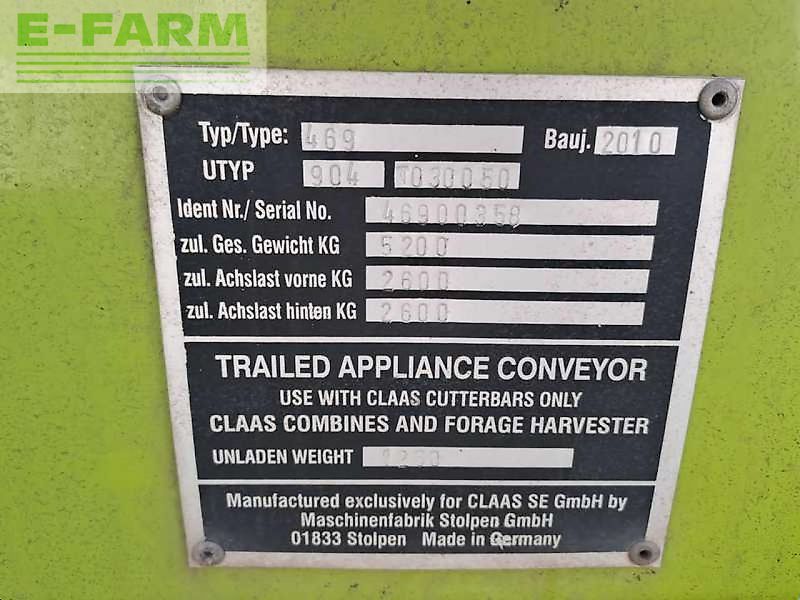 E-FARM
Typ/Type: 469 Bauj. 2010
UTYP 904 T030050
Ident Nr./ Serial No. 46900358
zul. Ges. Gewicht KG 5200
zul. Achslast vorne KG 2600
zul. Achslast hinten KG 2600
TRAILED APPLIANCE CONVEYOR
USE WITH CLAAS CUTTERBARS ONLY
CLAAS COMBINES AND FORAGE HARVESTER
UNLADEN WEIGHT
Manufactured exclusively for CLAAS SE GmbH by
Maschinenfabrik Stolpen GmbH
01833 Stolpen Made in Germany